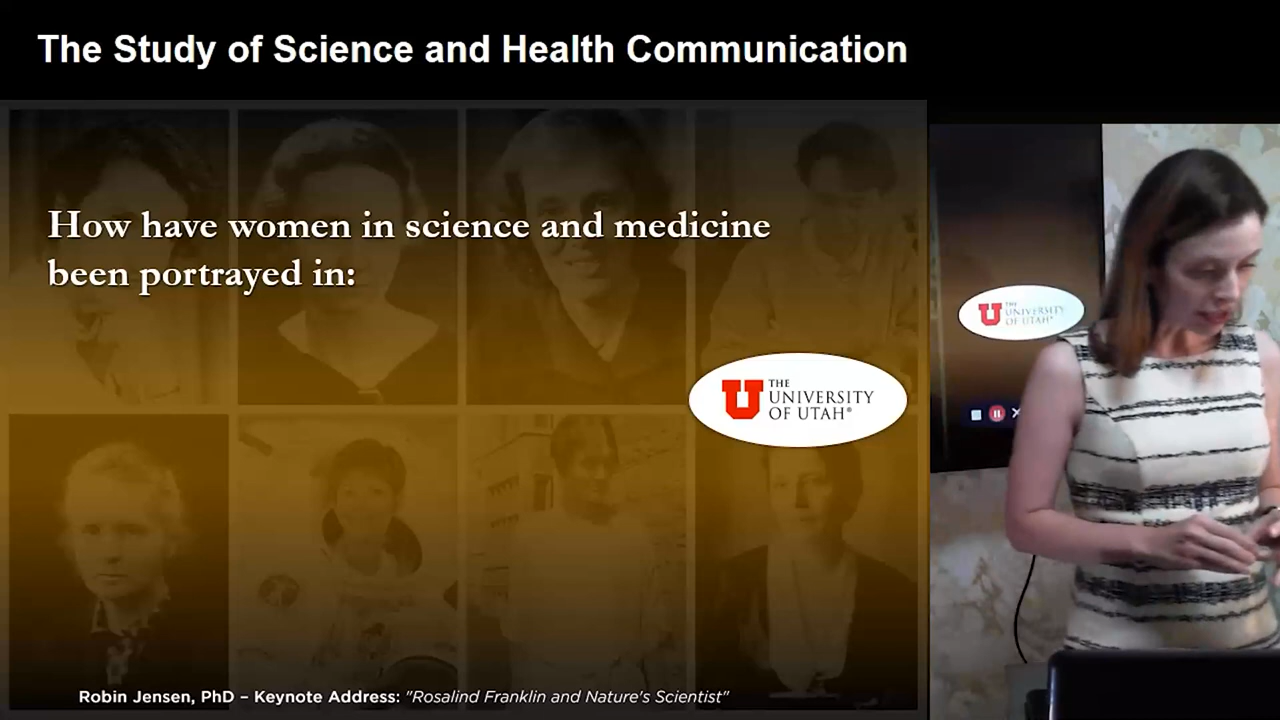 The Study of Science and Health Communication
How have women in science and medicine
been portrayed in:
THE
UNIVERSITY
OF UTAH®
THE
UNIVERSITY
OF UTAH®
Robin Jensen, PhD – Keynote Address: "Rosalind Franklin and Nature's Scientist"